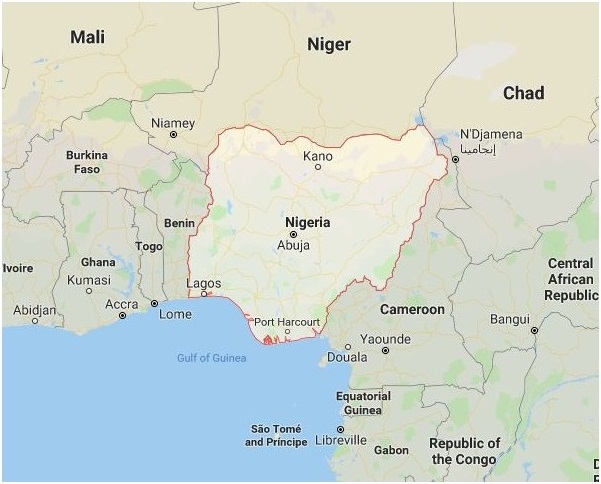 Mali
Niger
Chad
Niamey
N'Djamena
إنجامينا
Burkina
Faso
Kano
Benin
Nigeria
Abuja
Togo
Ghana
Ivoire
Kumasi
Lagos
Central
African
Republic
Abidjan
Accra
Lome
Port Harcourt
Cameroon
Bangui
Yaounde
Douala
Gulf of Guinea
Equatorial
Guinea
São Tomé
and Príncipe
Libreville
Gabon
Republic of
the Congo
D
R